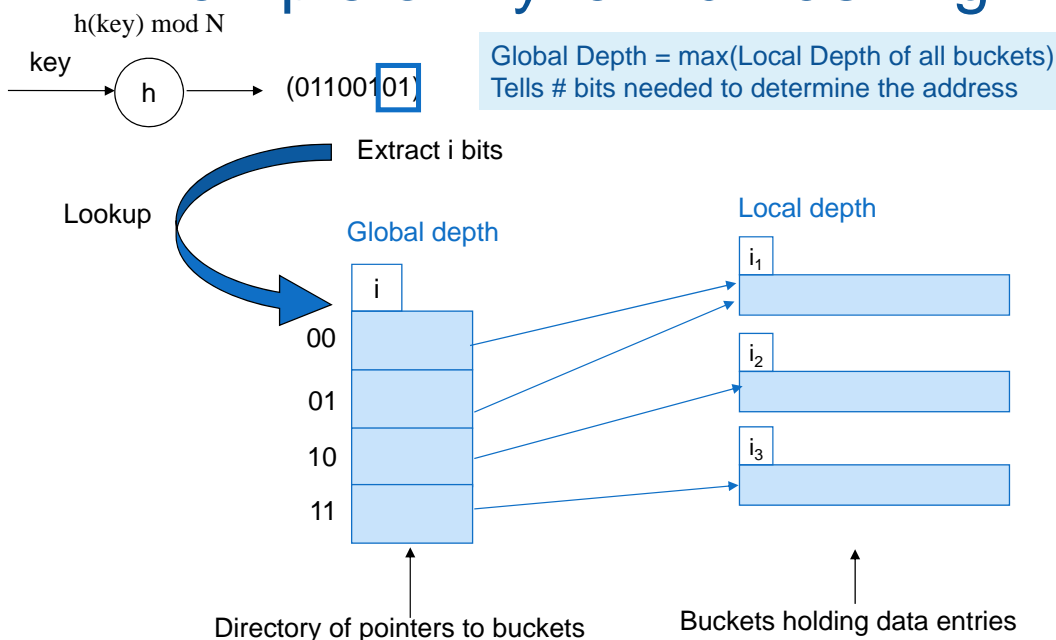 h(key) mod N
key
h
(01100101)
Global Depth = max(Local Depth of all buckets)
Tells # bits needed to determine the address
Extract i bits
Lookup
Global depth
Local depth
i
i1
00
01
i2
10
i3
11
Directory of pointers to buckets
Buckets holding data entries